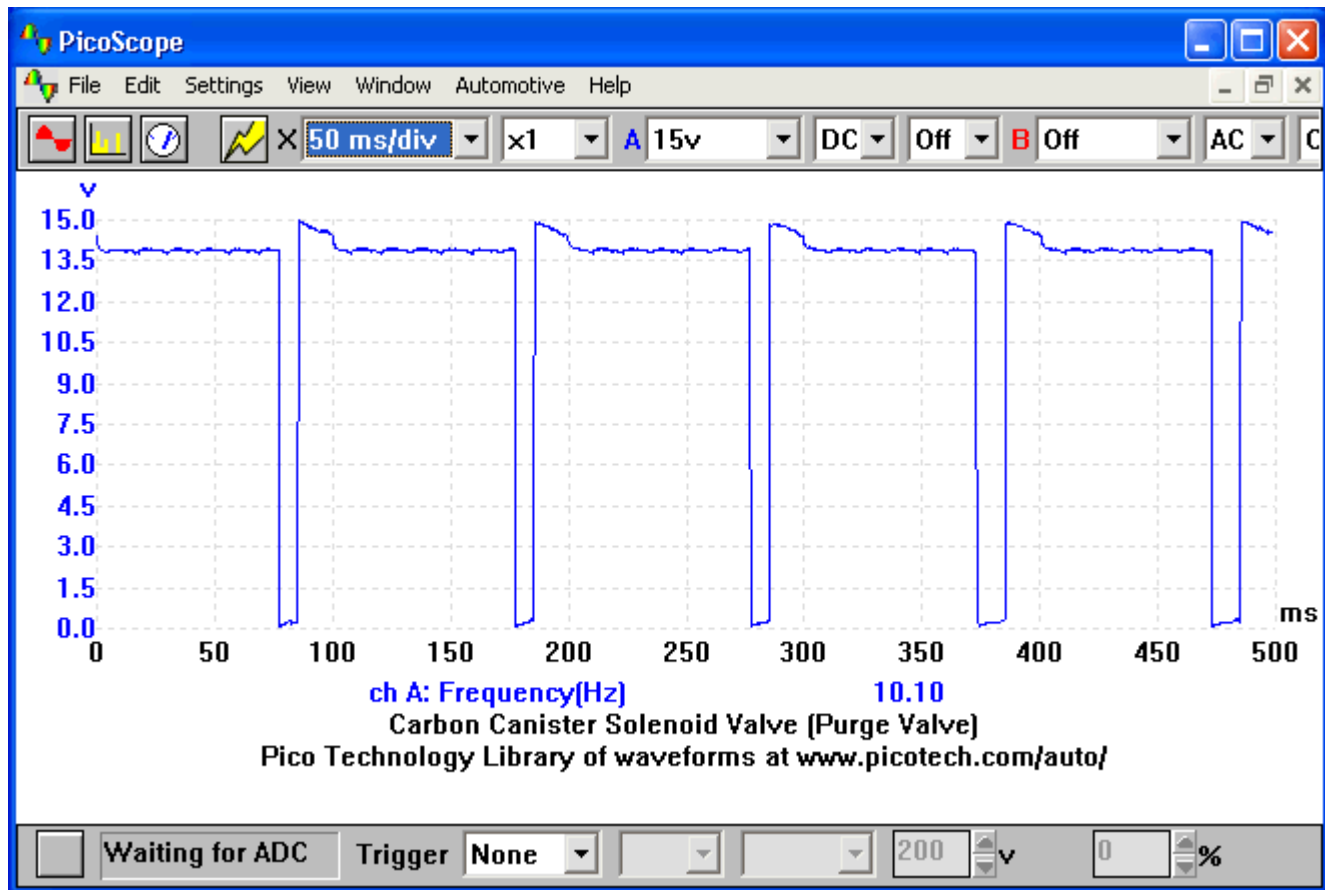 PicoScope
File Edit Settings View Window Automotive Help
X 50 ms/div x1 A 15v DC Off B Off AC
v
15.0
13.5
12.0
10.5
9.0
7.5
6.0
4.5
3.0
1.5
0.0
ms
0 50 100 150 200 250 300 350 400 450 500
ch A: Frequency(Hz) 10.10
Carbon Canister Solenoid Valve (Purge Valve)
Pico Technology Library of waveforms at www.picotech.com/auto/
Waiting for ADC Trigger None 200 v 0 %